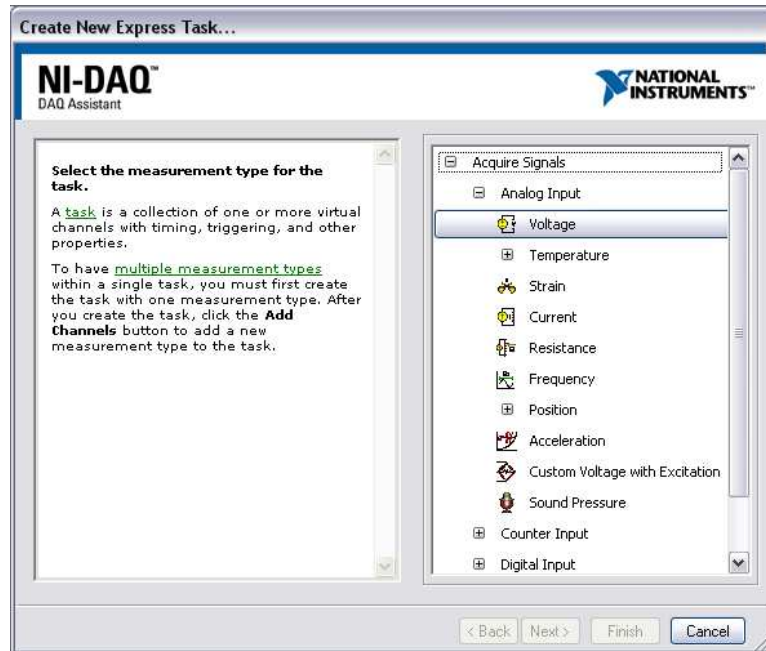 Create New Express Task...
NI-DAQ™
DAQ Assistant
NATIONAL
INSTRUMENTS™
Select the measurement type for the
task.
A task is a collection of one or more virtual
channels with timing, triggering, and other
properties.
To have multiple measurement types
within a single task, you must first create
the task with one measurement type. After
you create the task, click the Add
Channels button to add a new
measurement type to the task.
Acquire Signals
Analog Input
Voltage
Temperature
Strain
Current
Resistance
Frequency
Position
Acceleration
Custom Voltage with Excitation
Sound Pressure
Counter Input
Digital Input
< Back Next > Finish Cancel